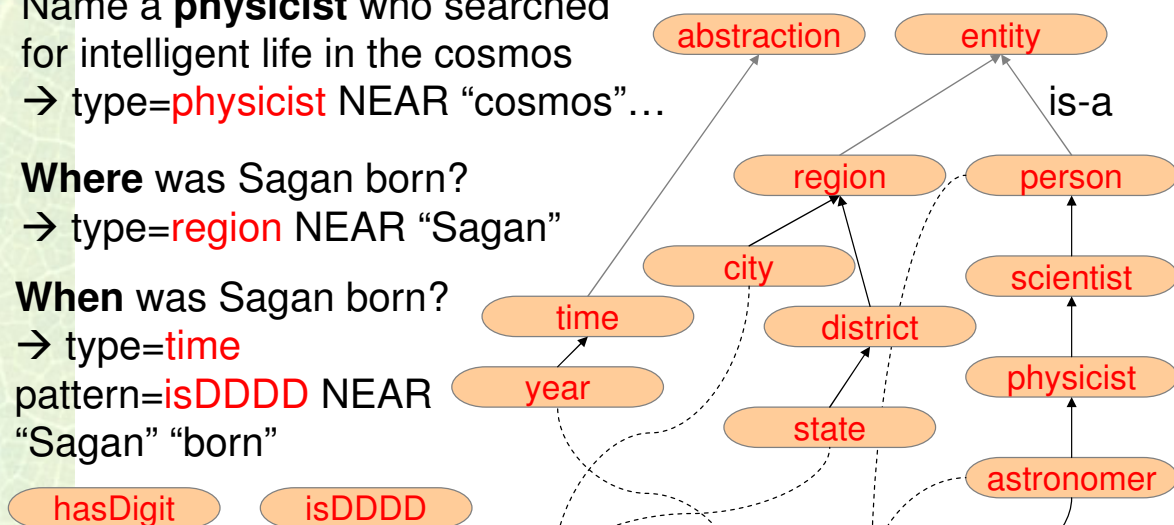 Name a physicist who searched
for intelligent life in the cosmos
→ type=physicist NEAR “cosmos”…
Where was Sagan born?
→ type=region NEAR “Sagan”
When was Sagan born?
→ type=time
pattern=isDDDD NEAR
“Sagan” “born”
hasDigit
isDDDD
abstraction
entity
is-a
region
person
city
scientist
time
district
year
physicist
state
astronomer